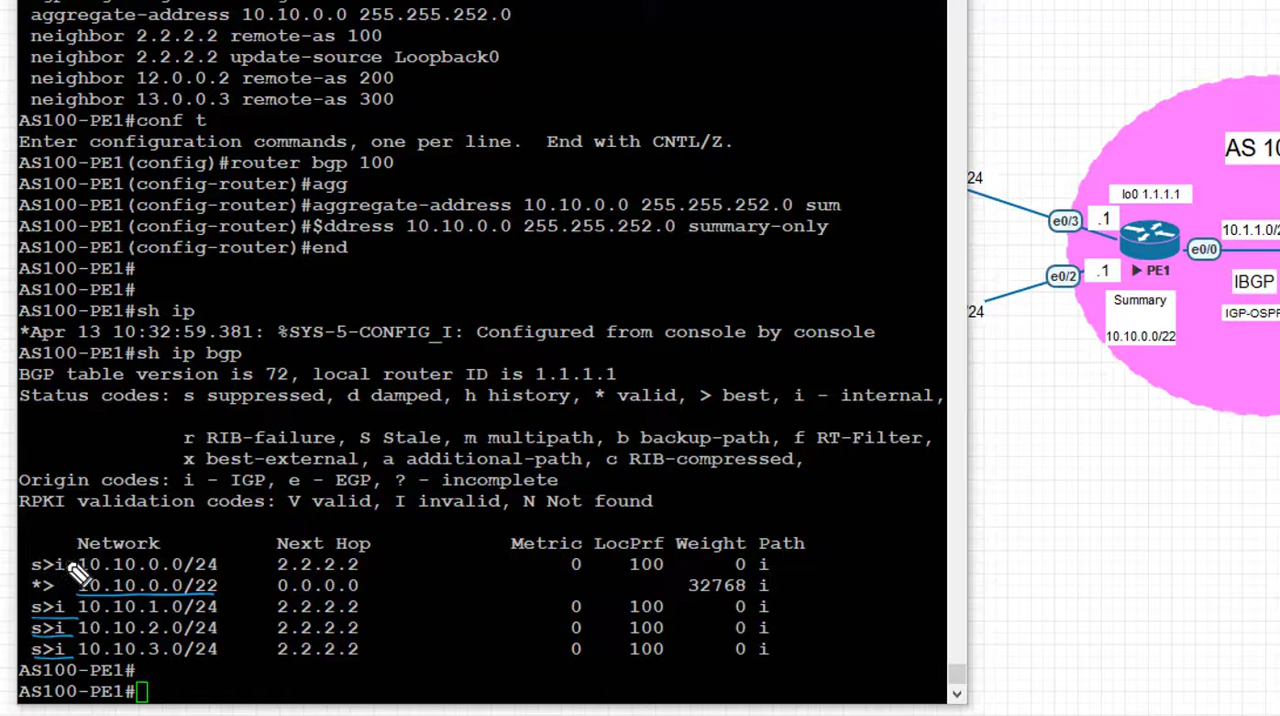 aggregate-address 10.10.0.0 255.255.252.0
neighbor 2.2.2.2 remote-as 100
neighbor 2.2.2.2 update-source Loopback0
neighbor 12.0.0.2 remote-as 200
neighbor 13.0.0.3 remote-as 300
AS100-PE1#conf t
Enter configuration commands, one per line.  End with CNTL/Z.
AS100-PE1(config)#router bgp 100
AS100-PE1(config-router)#agg
AS100-PE1(config-router)#aggregate-address 10.10.0.0 255.255.252.0 sum
AS100-PE1(config-router)#$ddress 10.10.0.0 255.255.252.0 summary-only
AS100-PE1(config-router)#end
AS100-PE1#
AS100-PE1#
AS100-PE1#sh ip
*Apr 13 10:32:59.381: %SYS-5-CONFIG_I: Configured from console by console
AS100-PE1#sh ip bgp
BGP table version is 72, local router ID is 1.1.1.1
Status codes: s suppressed, d damped, h history, * valid, > best, i - internal,
r RIB-failure, S Stale, m multipath, b backup-path, f RT-Filter,
x best-external, a additional-path, c RIB-compressed,
Origin codes: i - IGP, e - EGP, ? - incomplete
RPKI validation codes: V valid, I invalid, N Not found
Network Next Hop Metric LocPrf Weight Path
s>i 10.10.0.0/24 2.2.2.2 0 100 0 i
*> 10.10.0.0/22 0.0.0.0 32768 i
s>i 10.10.1.0/24 2.2.2.2 0 100 0 i
s>i 10.10.2.0/24 2.2.2.2 0 100 0 i
s>i 10.10.3.0/24 2.2.2.2 0 100 0 i
AS100-PE1#
AS100-PE1#
AS 10
24
lo0 1.1.1.1
e0/3
.1
10.1.1.0/2
e0/0
e0/2
.1
PE1
IBGP
24
Summary
IGP-OSPF
10.10.0.0/22